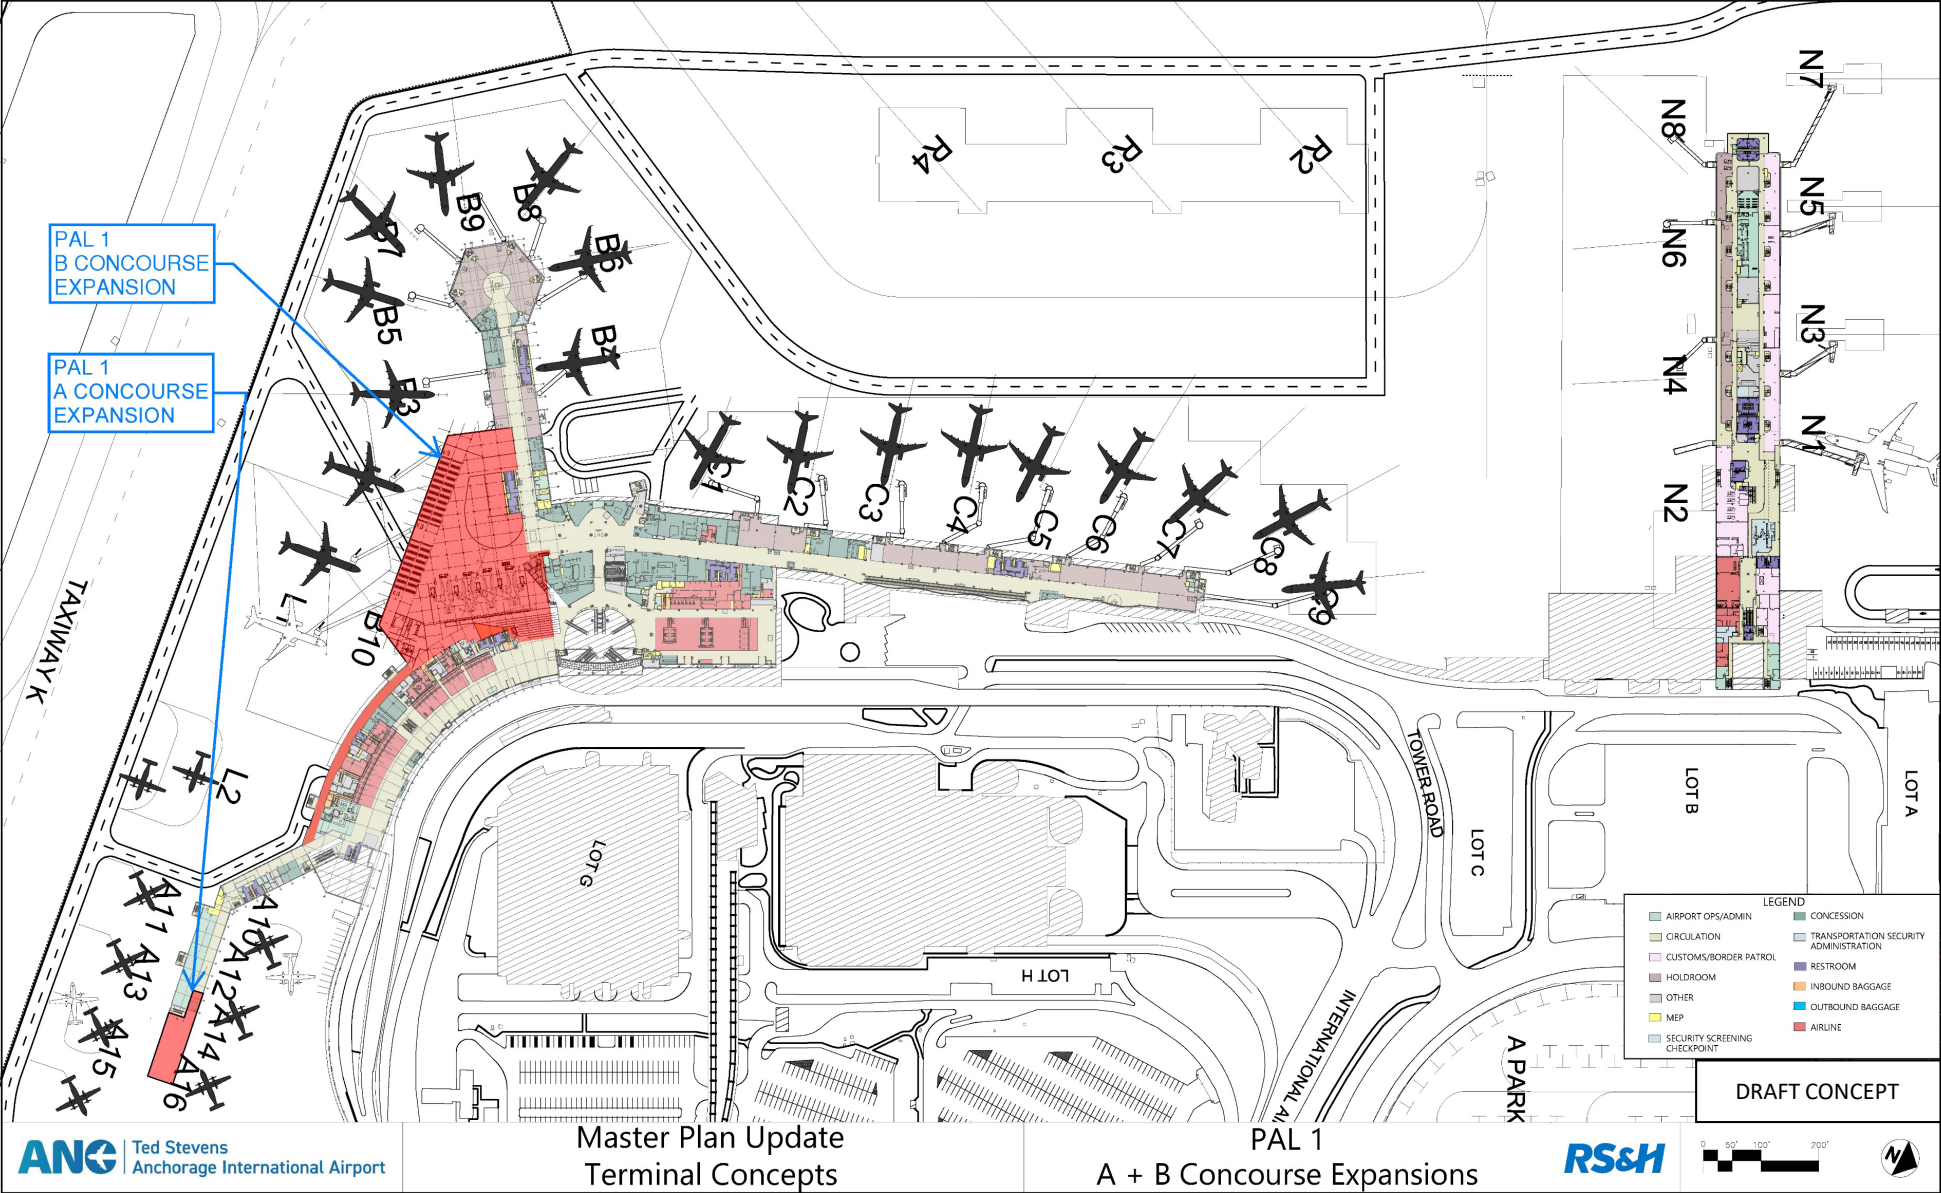 N7
N8
R4
R3
R2
B9
B8
B7
B6
N5
N6
PAL 1
B CONCOURSE
EXPANSION
B5
B4
N3
N4
PAL 1
A CONCOURSE
EXPANSION
B3
C1
C2
C3
C4
C5
C6
C7
C8
C9
N1
N2
L1
B10
TAXIWAY K
L2
TOWER ROAD
LOT C
LOT B
LOT A
LOT G
LOT H
INTERNATIONAL AI
A PARK
A11
A10
A13
A12
A15
A14
A16
LEGEND
AIRPORT OPS/ADMIN
CIRCULATION
CUSTOMS/BORDER PATROL
HOLDROOM
OTHER
MEP
SECURITY SCREENING
CHECKPOINT
CONCESSION
TRANSPORTATION SECURITY
ADMINISTRATION
RESTROOM
INBOUND BAGGAGE
OUTBOUND BAGGAGE
AIRLINE
DRAFT CONCEPT
ANC
Ted Stevens
Anchorage International Airport
Master Plan Update
Terminal Concepts
PAL 1
A + B Concourse Expansions
RS&H
0 50' 100' 200'
N